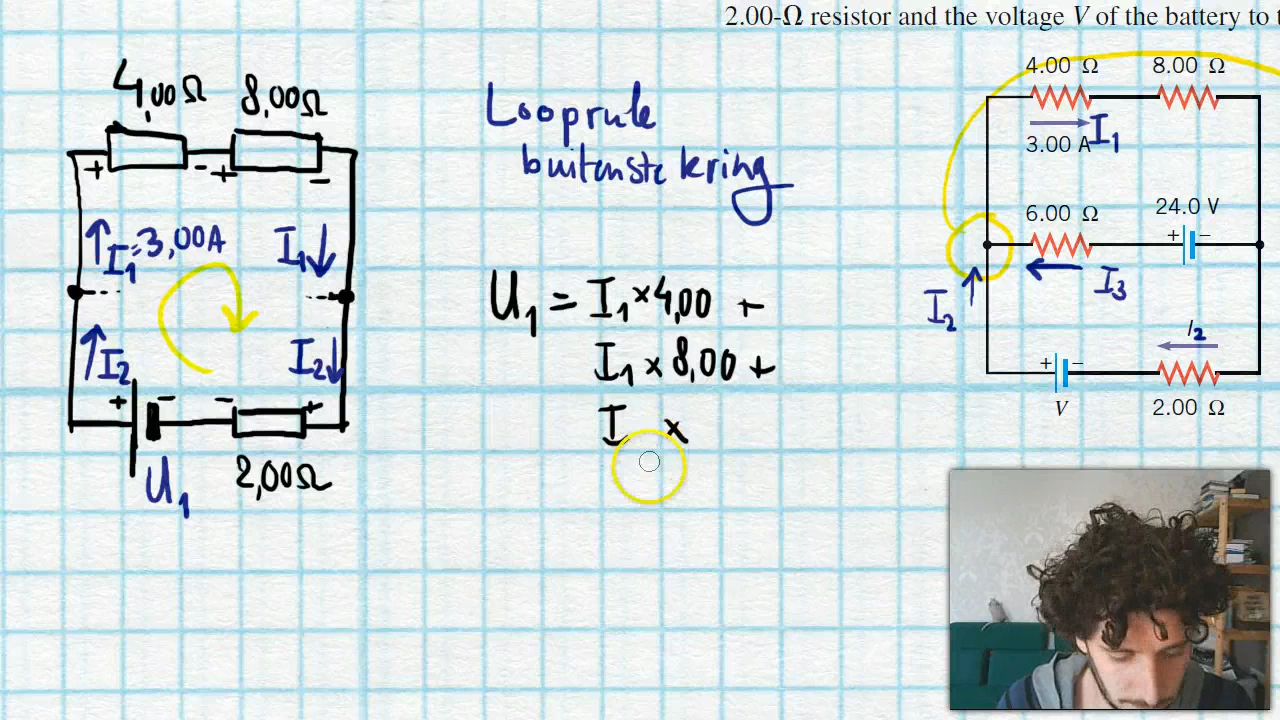 2.00-Ω resistor and the voltage V of the battery to
4,00Ω 8,00Ω
+ - + -
I₁=3,00A I₁
I₂ I₂
+ - - +
U₁ 2,00Ω
Looprule
buitenste kring
U₁ = I₁×4,00 +
I₁×8,00+
I ×
4.00 Ω 8.00 Ω
3.00 A I₁
6.00 Ω 24.0 V
+ -
I₂ I₃
I₂
+ -
V 2.00 Ω